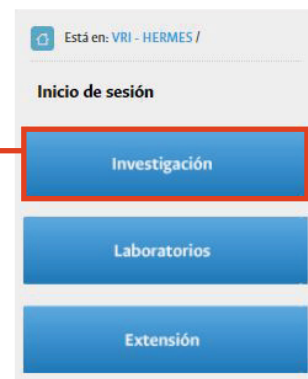 Está en: VRI - HERMES /
Inicio de sesión
Investigación
Laboratorios
Extensión